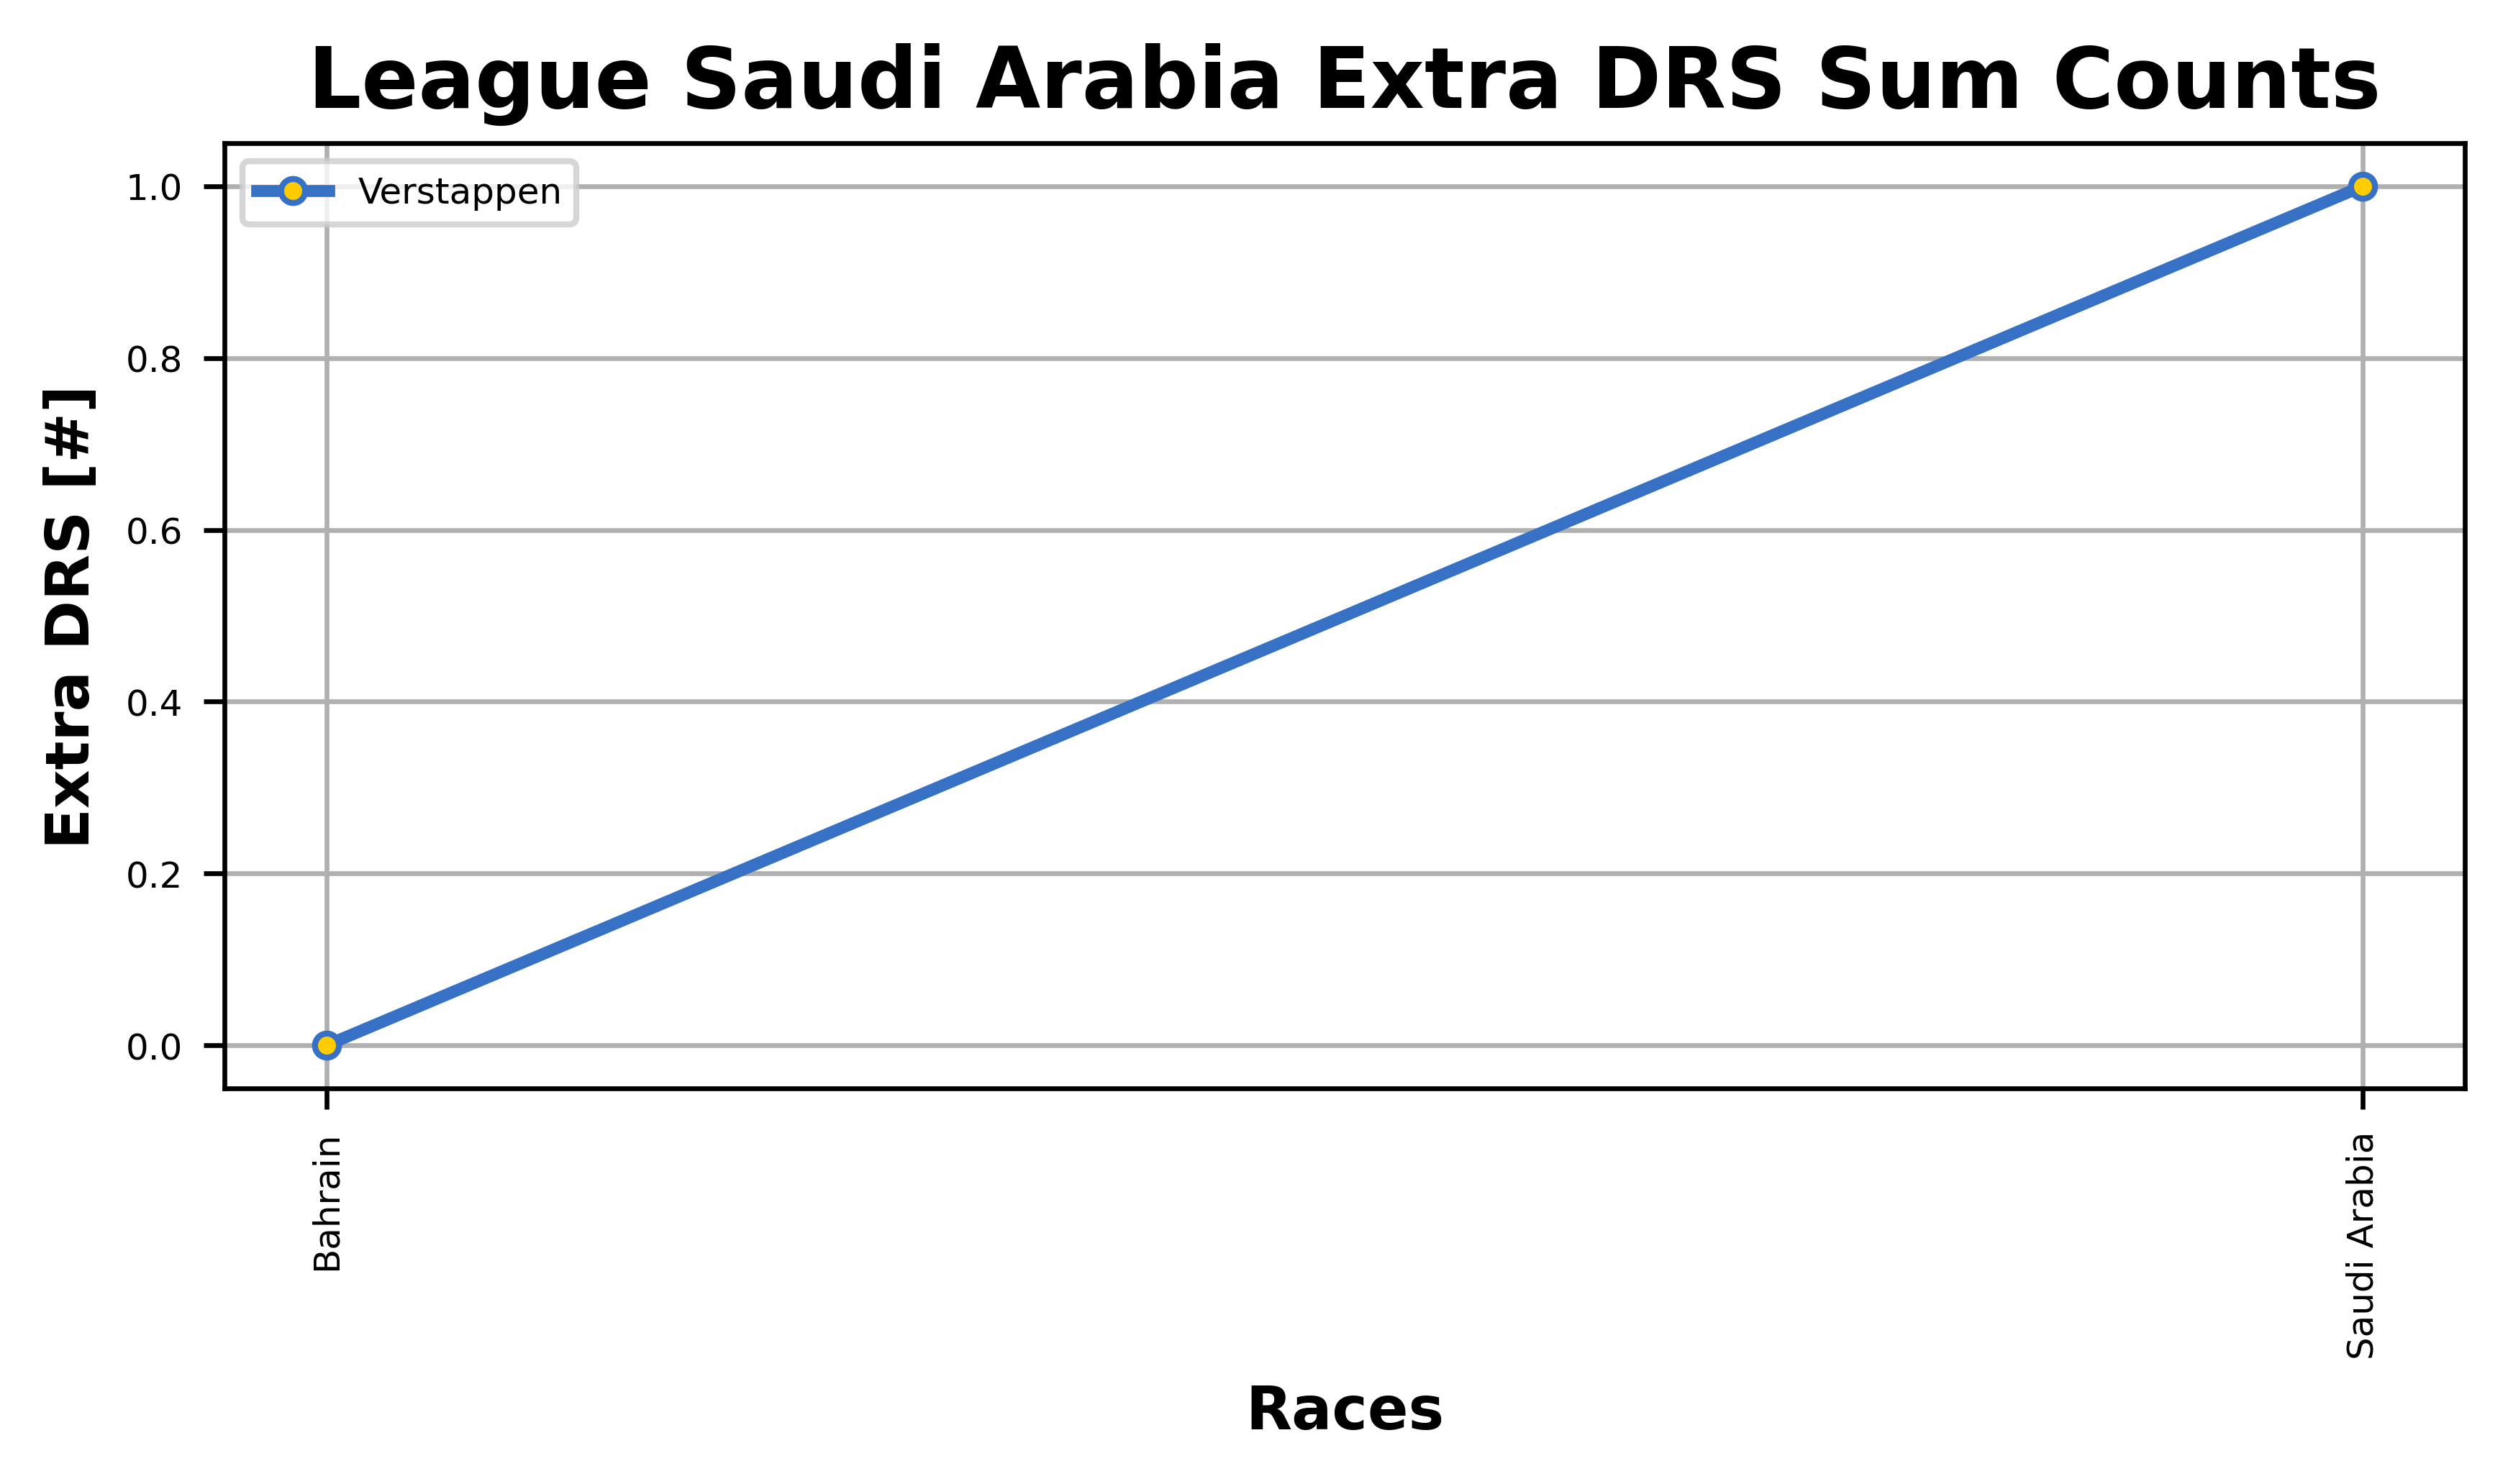 League Saudi Arabia Extra DRS Sum Counts
Verstappen
Extra DRS [#]
1.0
0.8
0.6
0.4
0.2
0.0
Bahrain
Saudi Arabia
Races